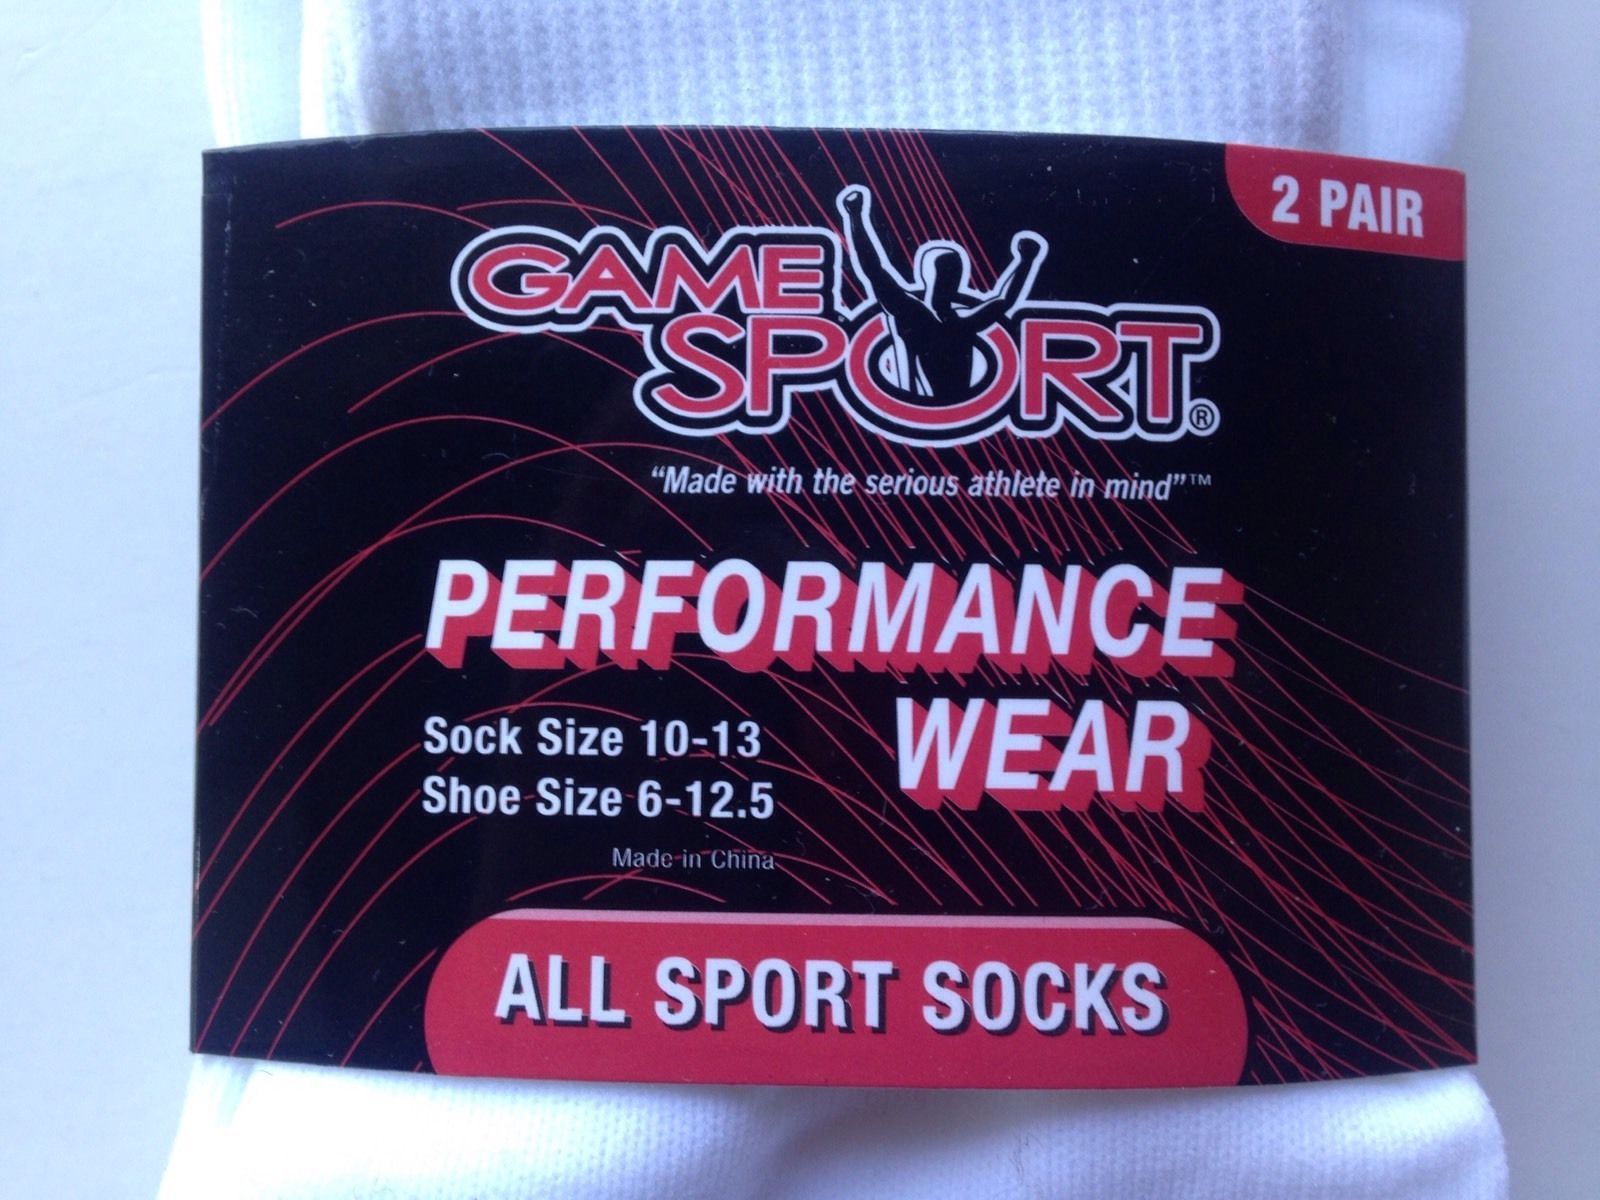 2 PAIR
GAME
SPORT®
“Made with the serious athlete in mind”™
PERFORMANCE
WEAR
Sock Size 10-13
Shoe Size 6-12.5
Made in China
ALL SPORT SOCKS